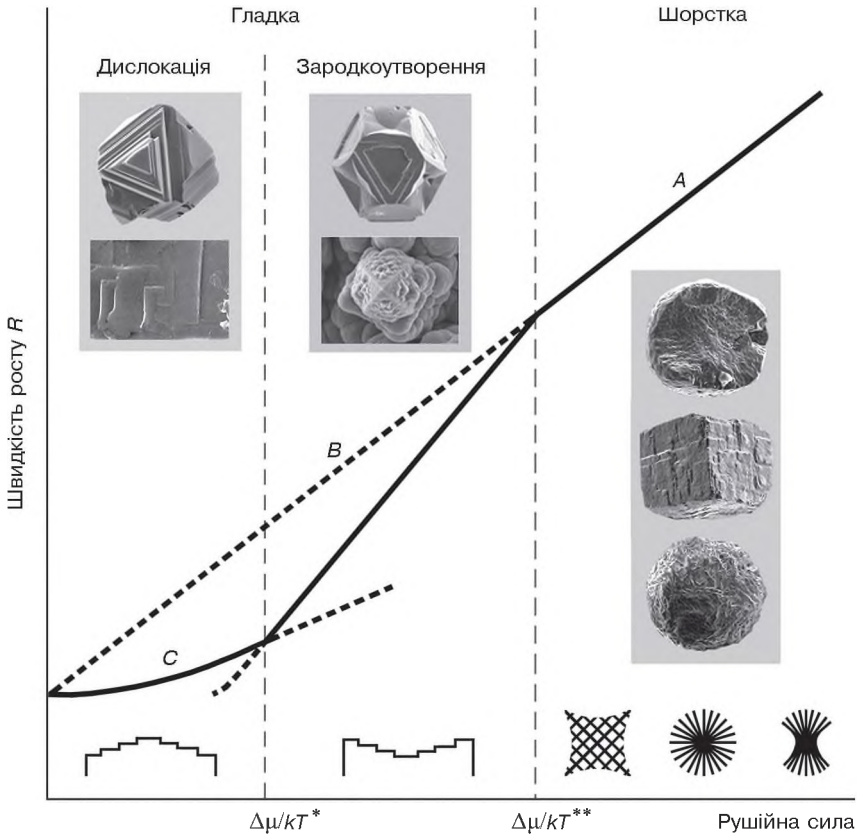 Гладка
Шорстка
Дислокація
Зародкоутворення
A
B
C
Швидкість росту R
Δμ/kT*
Δμ/kT**
Рушійна сила